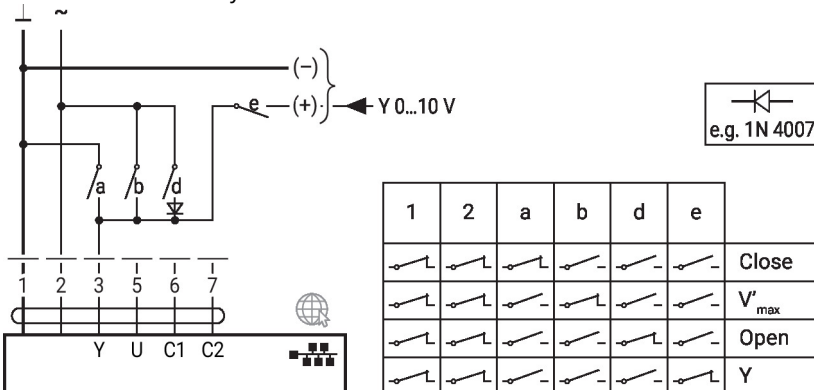 ⊥ ~
(–)
e (+) Y 0...10 V
e.g. 1N 4007
a b d
1 2 a b d e
Close
V'max
Open
Y
1 2 3 5 6 7
Y U C1 C2